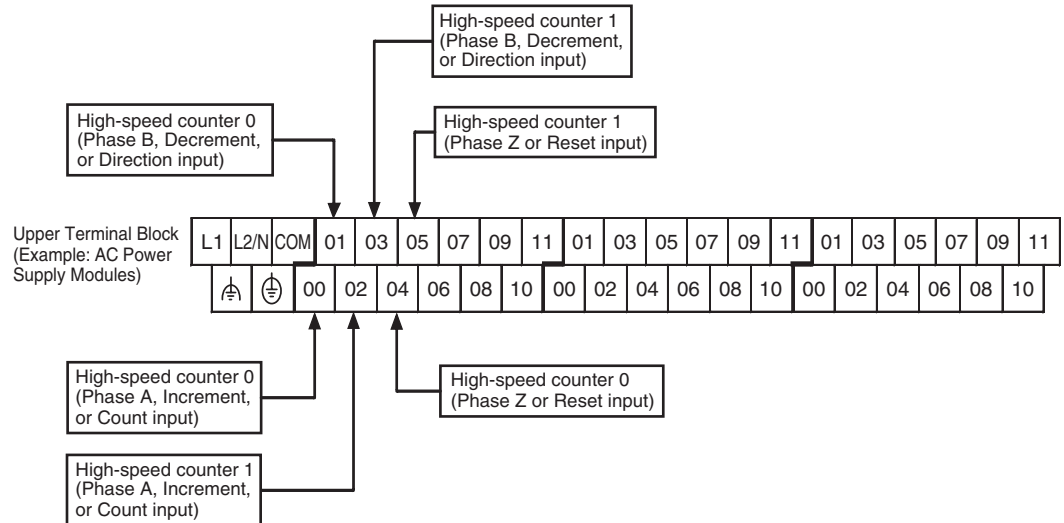 High-speed counter 1
(Phase B, Decrement,
or Direction input)
High-speed counter 0
(Phase B, Decrement,
or Direction input)
High-speed counter 1
(Phase Z or Reset input)
Upper Terminal Block
(Example: AC Power
Supply Modules)
L1 L2/N COM 01 03 05 07 09 11 01 03 05 07 09 11 01 03 05 07 09 11
00 02 04 06 08 10 00 02 04 06 08 10 00 02 04 06 08 10
High-speed counter 0
(Phase A, Increment,
or Count input)
High-speed counter 0
(Phase Z or Reset input)
High-speed counter 1
(Phase A, Increment,
or Count input)